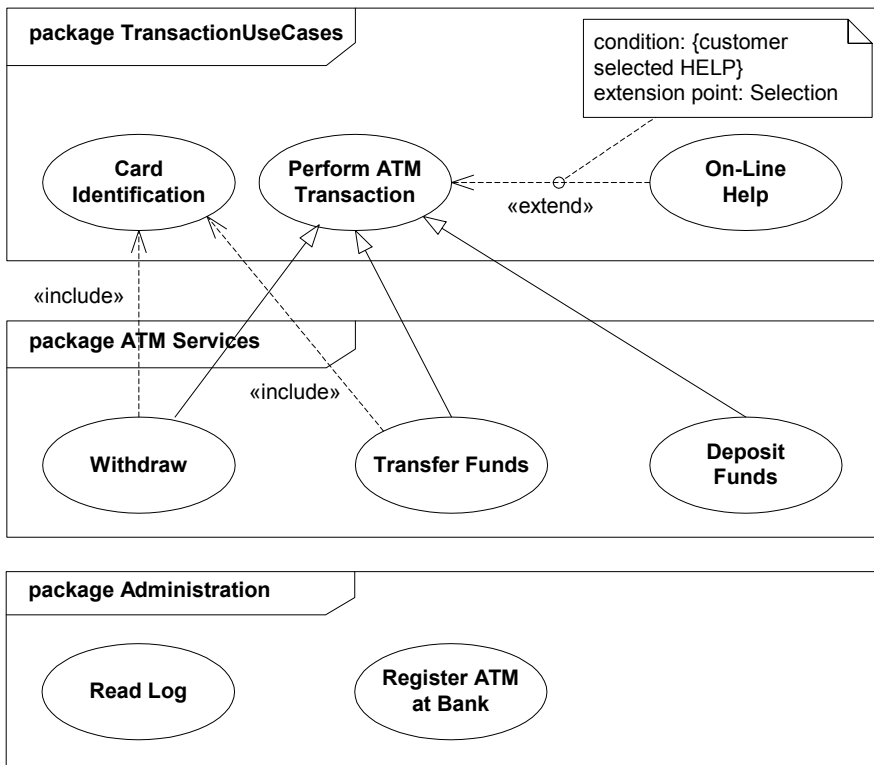 package TransactionUseCases
condition: {customer
selected HELP}
extension point: Selection
Card
Identification
Perform ATM
Transaction
On-Line
Help
«extend»
«include»
package ATM Services
«include»
Withdraw
Transfer Funds
Deposit
Funds
package Administration
Read Log
Register ATM
at Bank